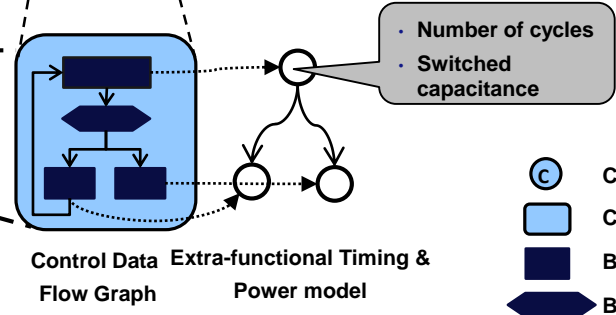 · Number of cycles
· Switched
capacitance
C
C
C
B
B
Control Data
Flow Graph
Extra-functional Timing &
Power model